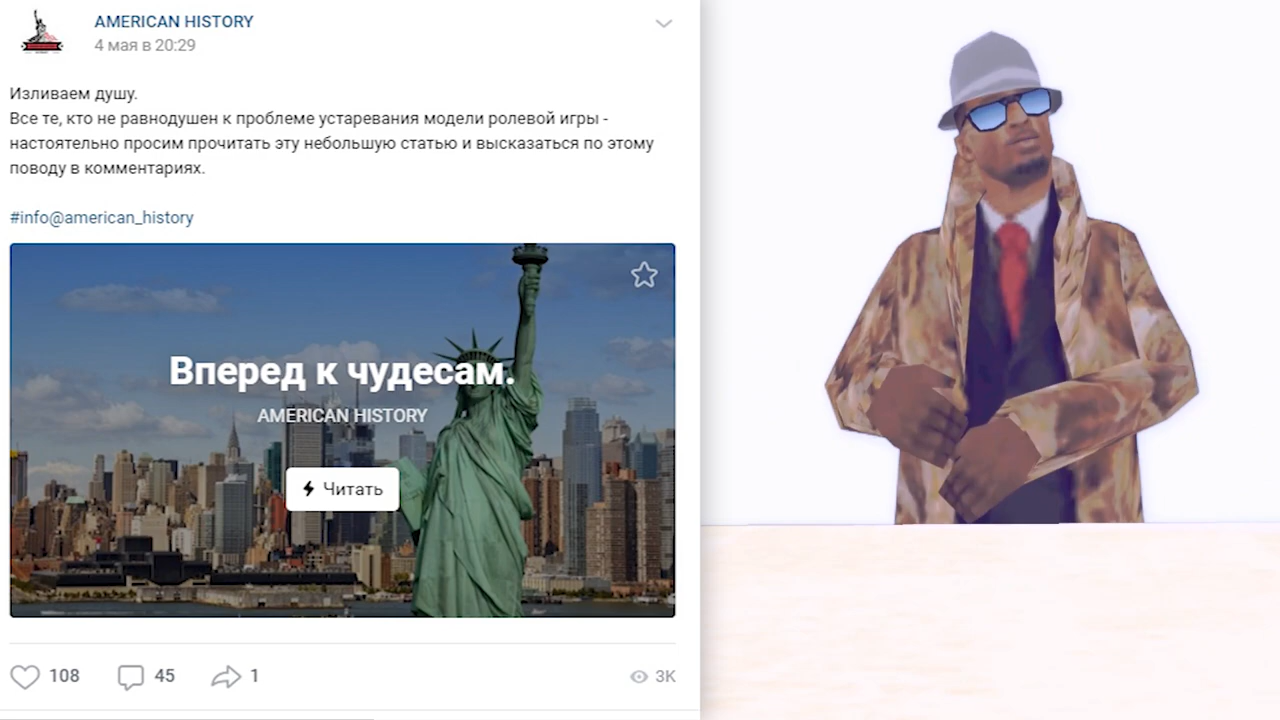 AMERICAN HISTORY
4 мая в 20:29
Изливаем душу.
Все те, кто не равнодушен к проблеме устаревания модели ролевой игры -
настоятельно просим прочитать эту небольшую статью и высказаться по этому
поводу в комментариях.
#info@american_history
Вперед к чудесам.
AMERICAN HISTORY
Читать
108
45
1
3K